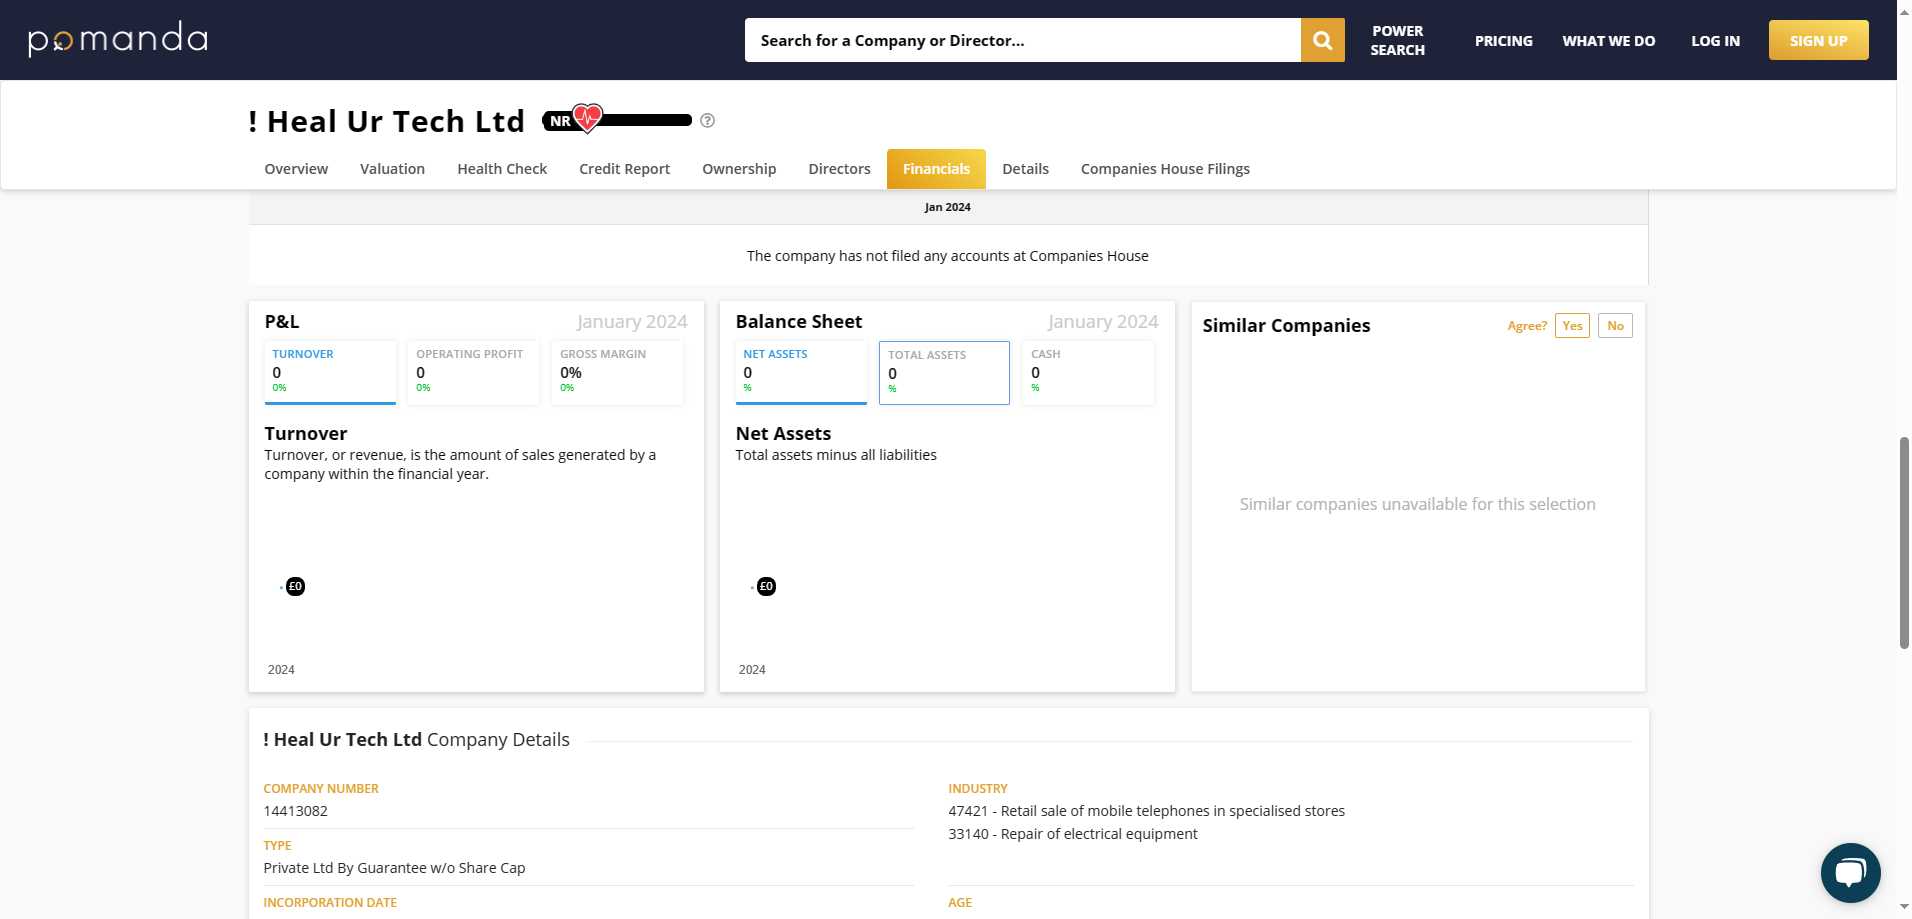 pomanda
Search for a Company or Director...
POWER
SEARCH
PRICING
WHAT WE DO
LOG IN
SIGN UP
! Heal Ur Tech Ltd
NR
?
Overview
Valuation
Health Check
Credit Report
Ownership
Directors
Financials
Details
Companies House Filings
Jan 2024
The company has not filed any accounts at Companies House
P&L
January 2024
TURNOVER
0
0%
OPERATING PROFIT
0
0%
GROSS MARGIN
0%
0%
Turnover
Turnover, or revenue, is the amount of sales generated by a
company within the financial year.
£0
2024
Balance Sheet
January 2024
NET ASSETS
0
%
TOTAL ASSETS
0
%
CASH
0
%
Net Assets
Total assets minus all liabilities
£0
2024
Similar Companies
Agree?
Yes
No
Similar companies unavailable for this selection
! Heal Ur Tech Ltd Company Details
COMPANY NUMBER
14413082
TYPE
Private Ltd By Guarantee w/o Share Cap
INCORPORATION DATE
INDUSTRY
47421 - Retail sale of mobile telephones in specialised stores
33140 - Repair of electrical equipment
AGE